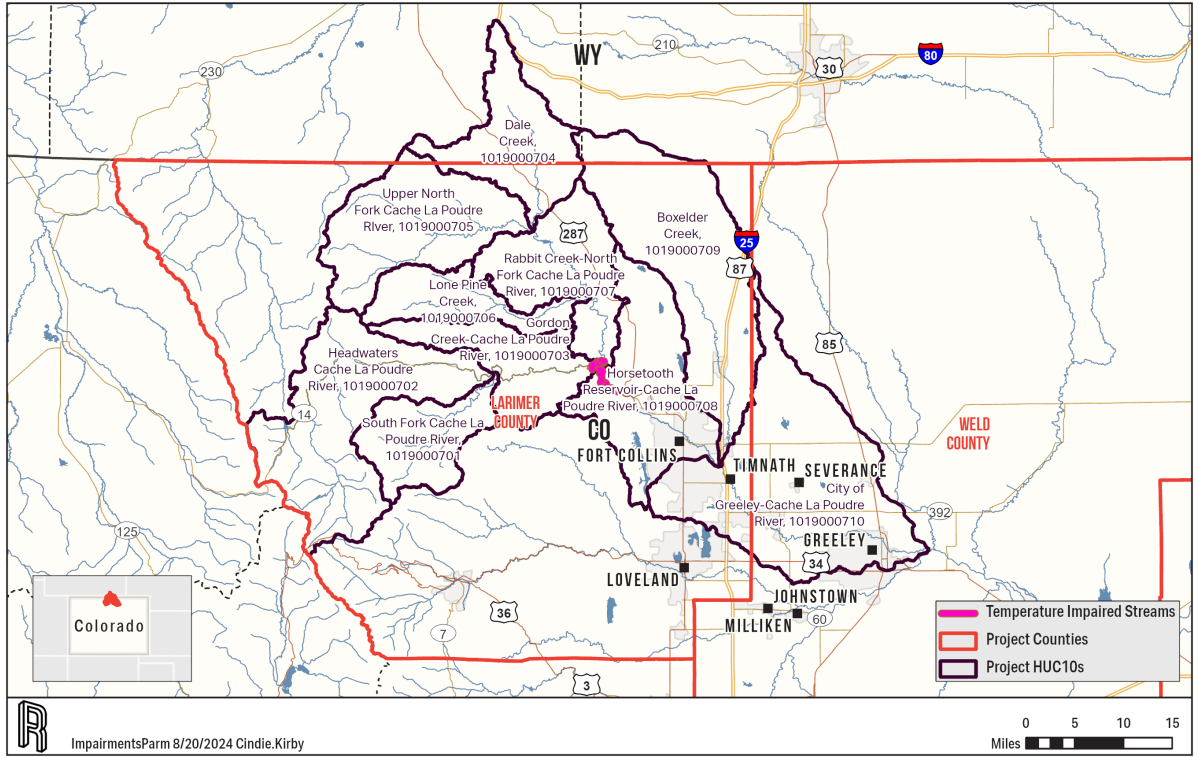 WY
210
230
30
80
Dale
Creek,
1019000704
Upper North
Fork Cache La Poudre
RIver, 1019000705
287
Boxelder
Creek,
1019000709
25
87
Rabbit Creek-North
Fork Cache La Poudre
River, 1019000707
Lone Pine
Creek,
1019000706
Gordon
Creek-Cache La Poudre
River, 1019000703
85
Headwaters
Cache La Poudre
River, 1019000702
Horsetooth
Reservoir-Cache La
Poudre River, 1019000708
14
LARIMER
COUNTY
South Fork Cache La
Poudre River,
1019000701
CO
FORT COLLINS
WELD
COUNTY
TIMNATH
SEVERANCE
City of
Greeley-Cache La Poudre
River, 1019000710
392
125
GREELEY
34
LOVELAND
JOHNSTOWN
MILLIKEN
60
36
7
3
Colorado
Temperature Impaired Streams
Project Counties
Project HUC10s
R
ImpairmentsParm 8/20/2024 Cindie.Kirby
0 5 10 15
Miles